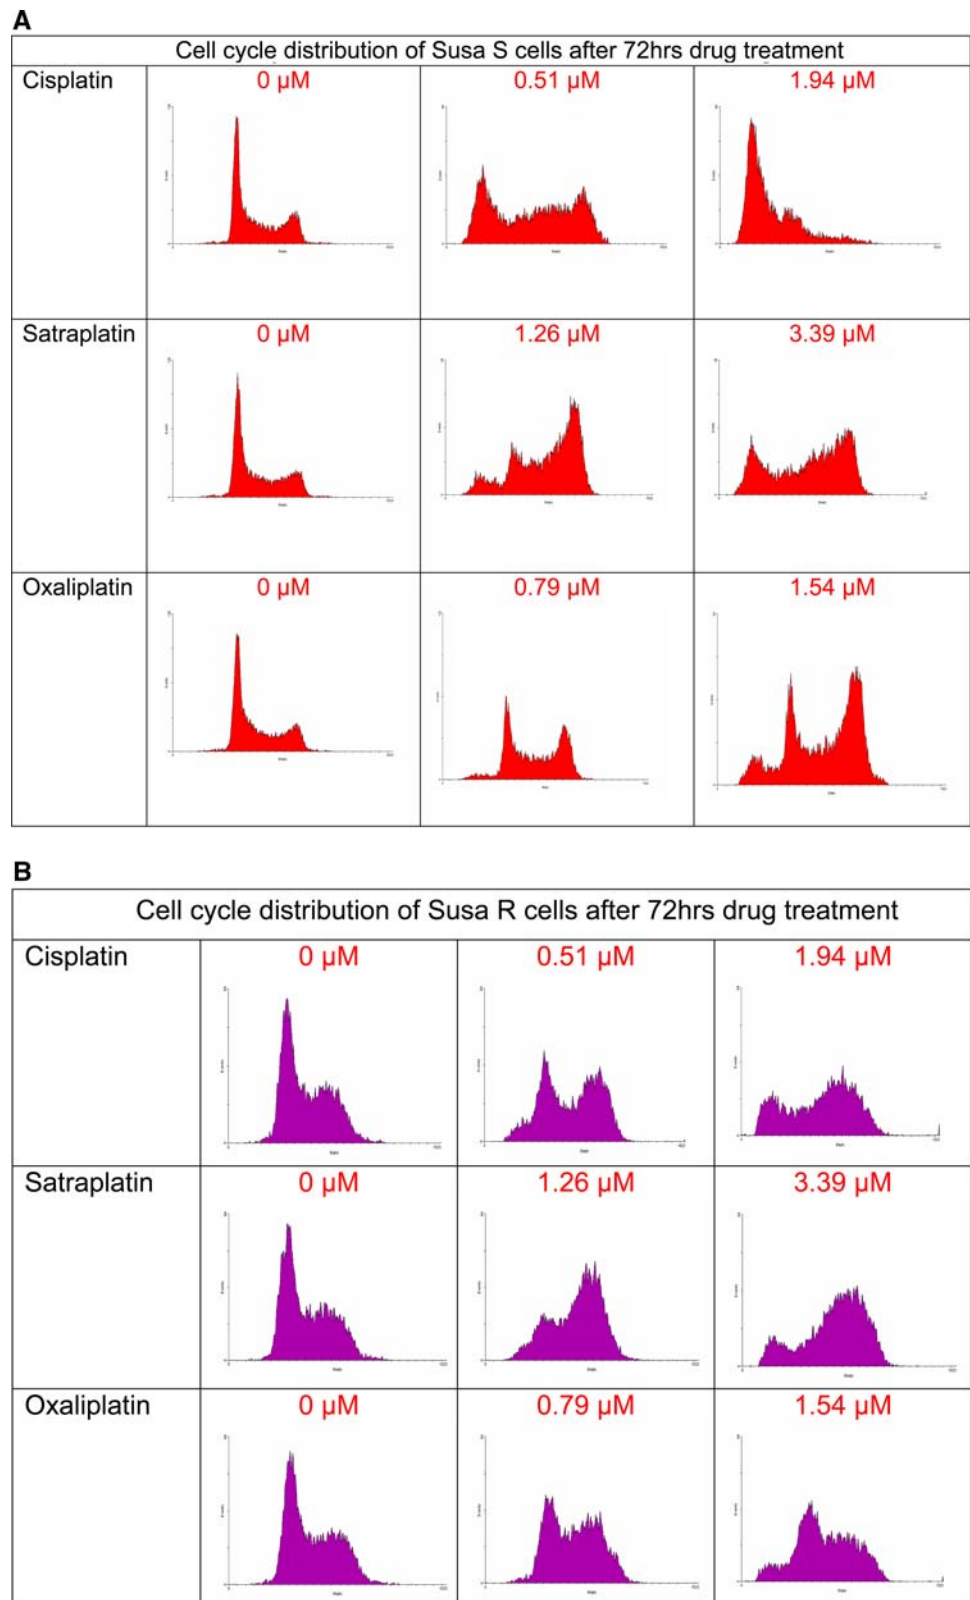 A
Cell cycle distribution of Susa S cells after 72hrs drug treatment
Cisplatin 0 µM 0.51 µM 1.94 µM
Satraplatin 0 µM 1.26 µM 3.39 µM
Oxaliplatin 0 µM 0.79 µM 1.54 µM
B
Cell cycle distribution of Susa R cells after 72hrs drug treatment
Cisplatin 0 µM 0.51 µM 1.94 µM
Satraplatin 0 µM 1.26 µM 3.39 µM
Oxaliplatin 0 µM 0.79 µM 1.54 µM